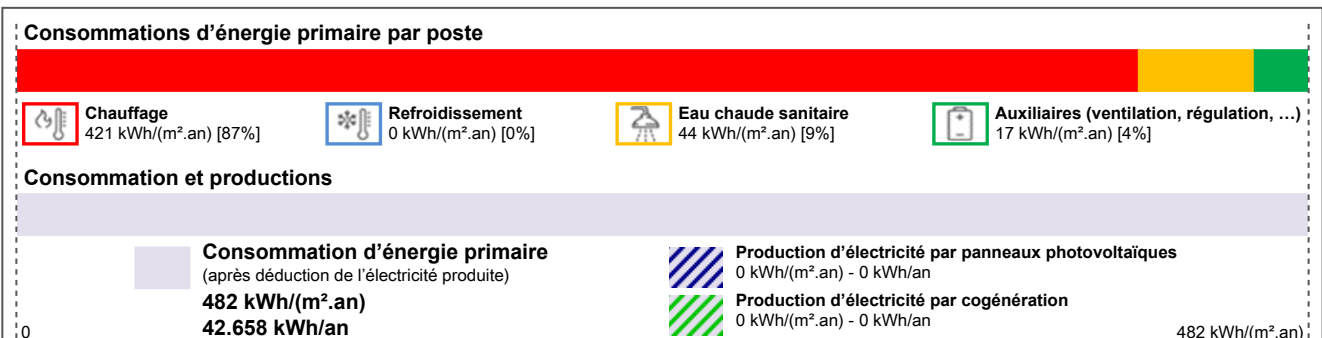 Consommations d’énergie primaire par poste
Chauffage
421 kWh/(m².an) [87%]
Refroidissement
0 kWh/(m².an) [0%]
Eau chaude sanitaire
44 kWh/(m².an) [9%]
Auxiliaires (ventilation, régulation, …)
17 kWh/(m².an) [4%]
Consommation et productions
Consommation d’énergie primaire
(après déduction de l’électricité produite)
482 kWh/(m².an)
42.658 kWh/an
Production d’électricité par panneaux photovoltaïques
0 kWh/(m².an) - 0 kWh/an
Production d’électricité par cogénération
0 kWh/(m².an) - 0 kWh/an
0
482 kWh/(m².an)